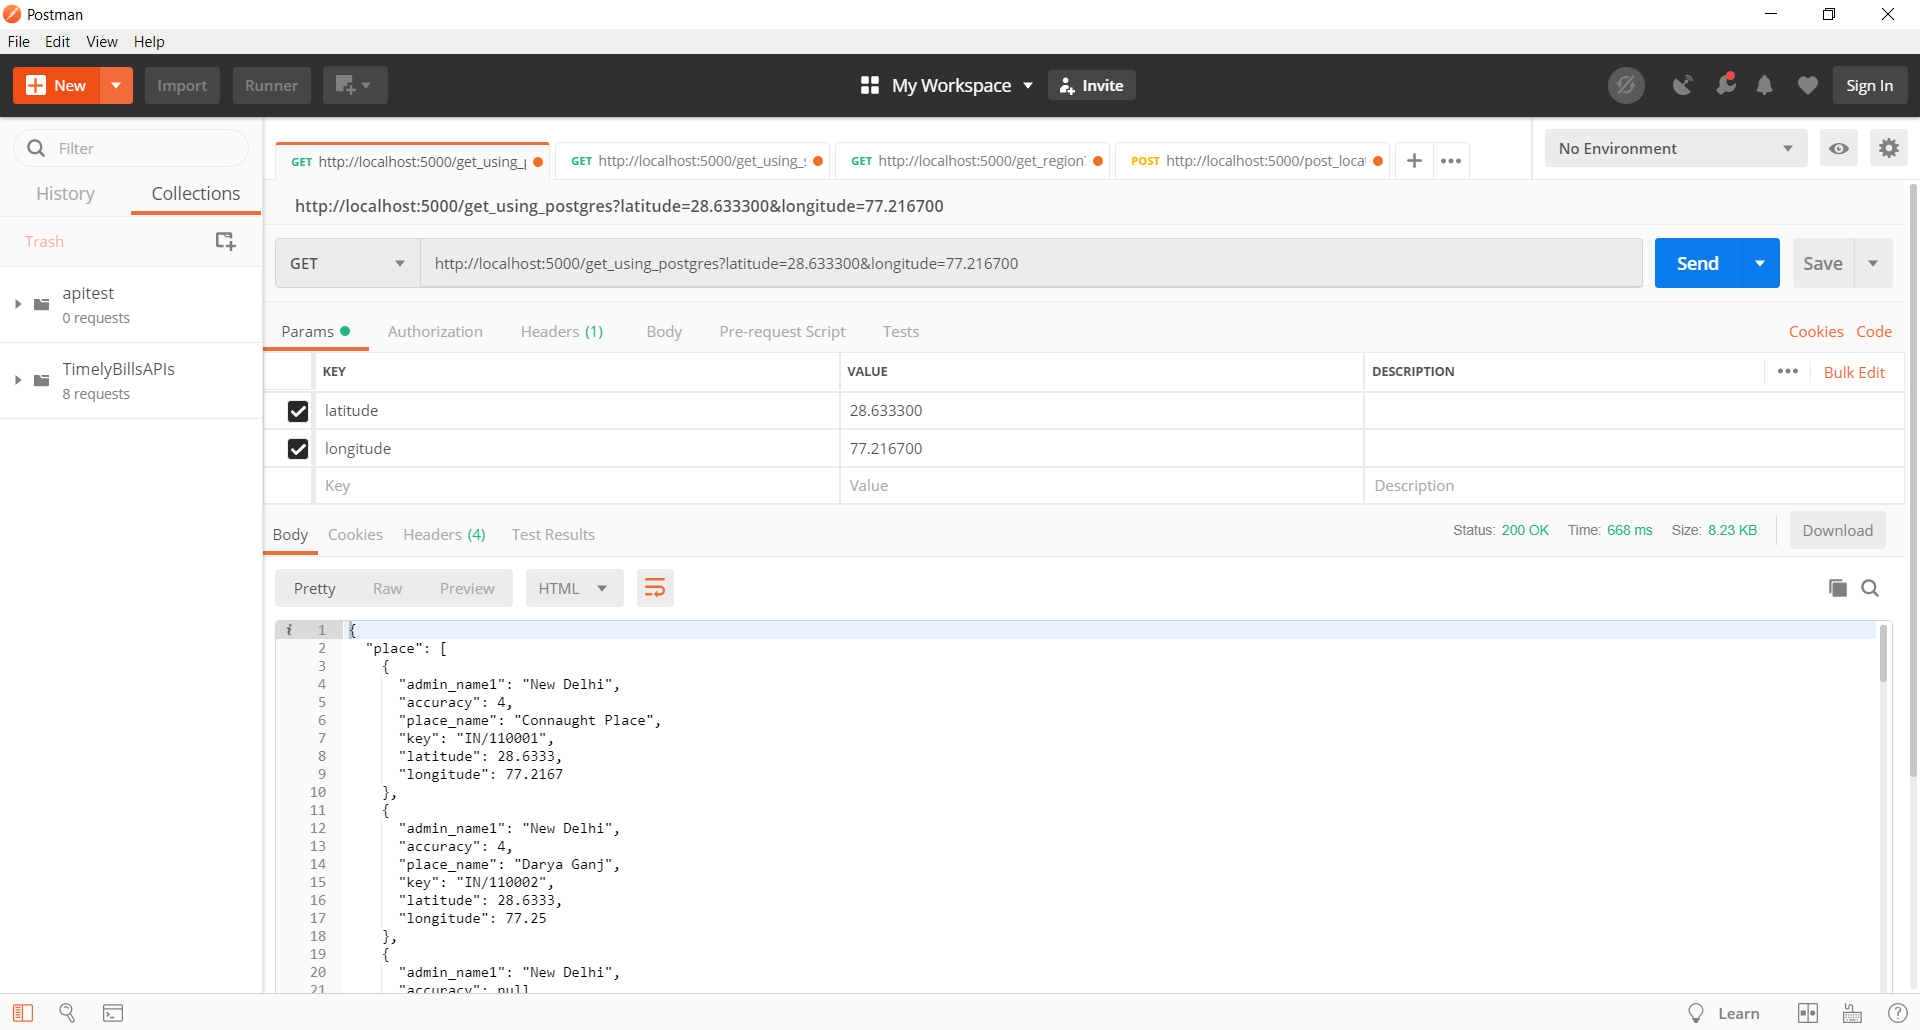 Postman
File Edit View Help
New Import Runner My Workspace Invite Sign In
Filter
History Collections
Trash
apitest
0 requests
TimelyBillsAPIs
8 requests
GET http://localhost:5000/get_using_ GET http://localhost:5000/get_using_ GET http://localhost:5000/get_region POST http://localhost:5000/post_loca
No Environment
http://localhost:5000/get_using_postgres?latitude=28.633300&longitude=77.216700
GET http://localhost:5000/get_using_postgres?latitude=28.633300&longitude=77.216700 Send Save
Params Authorization Headers (1) Body Pre-request Script Tests Cookies Code
KEY VALUE DESCRIPTION Bulk Edit
latitude 28.633300
longitude 77.216700
Key Value Description
Body Cookies Headers (4) Test Results Status: 200 OK Time: 668 ms Size: 8.23 KB Download
Pretty Raw Preview HTML
i 1 {
2 "place": [
3 {
4 "admin_name1": "New Delhi",
5 "accuracy": 4,
6 "place_name": "Connaught Place",
7 "key": "IN/110001",
8 "latitude": 28.6333,
9 "longitude": 77.2167
10 },
11 {
12 "admin_name1": "New Delhi",
13 "accuracy": 4,
14 "place_name": "Darya Ganj",
15 "key": "IN/110002",
16 "latitude": 28.6333,
17 "longitude": 77.25
18 },
19 {
20 "admin_name1": "New Delhi",
21 "accuracy": null
Learn